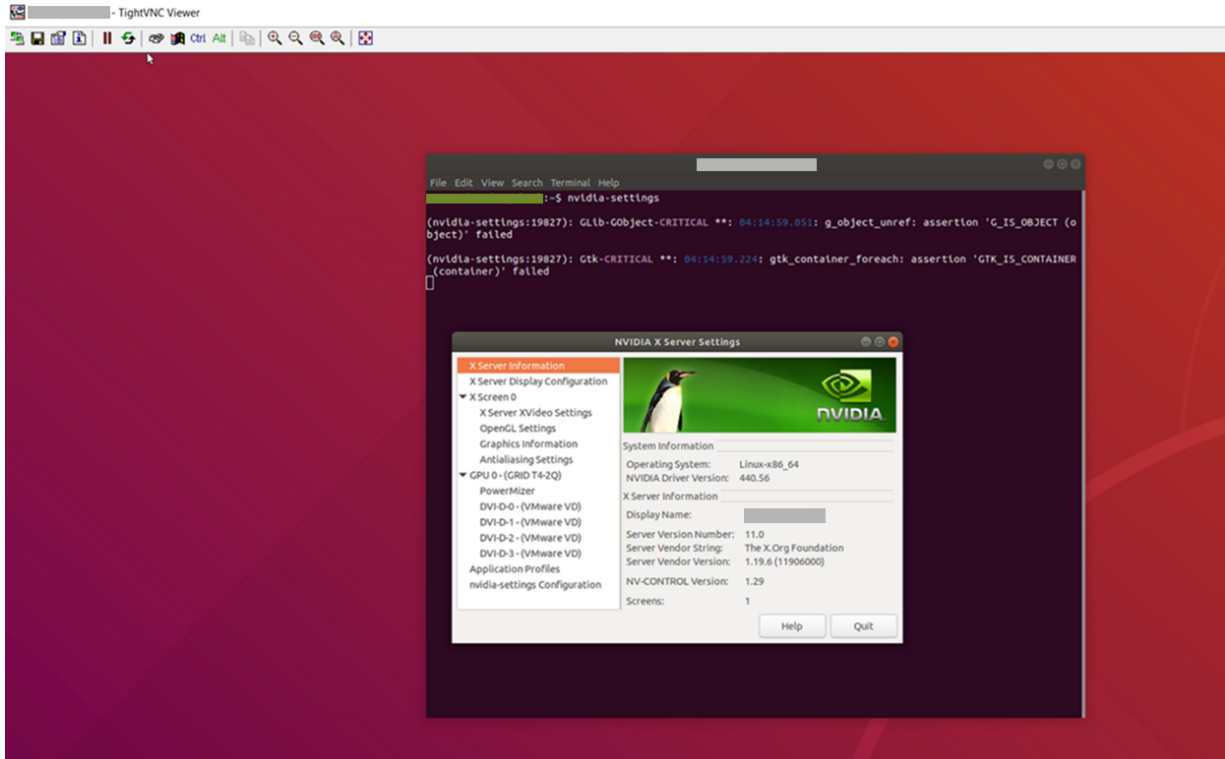 - TightVNC Viewer
Ctrl Alt
File Edit View Search Terminal Help
:~$ nvidia-settings
(nvidia-settings:19827): GLib-GObject-CRITICAL **: 04:14:59.051: g_object_unref: assertion 'G_IS_OBJECT (o
bject)' failed
(nvidia-settings:19827): Gtk-CRITICAL **: 04:14:59.224: gtk_container_foreach: assertion 'GTK_IS_CONTAINER
(container)' failed
NVIDIA X Server Settings
X Server Information
X Server Display Configuration
X Screen 0
X Server XVideo Settings
OpenGL Settings
Graphics Information
Antialiasing Settings
GPU 0 - (GRID T4-2Q)
PowerMizer
DVI-D-0 - (VMware VD)
DVI-D-1 - (VMware VD)
DVI-D-2 - (VMware VD)
DVI-D-3 - (VMware VD)
Application Profiles
nvidia-settings Configuration
NVIDIA.
System Information
Operating System: Linux-x86_64
NVIDIA Driver Version: 440.56
X Server Information
Display Name:
Server Version Number: 11.0
Server Vendor String: The X.Org Foundation
Server Vendor Version: 1.19.6 (11906000)
NV-CONTROL Version: 1.29
Screens: 1
Help Quit